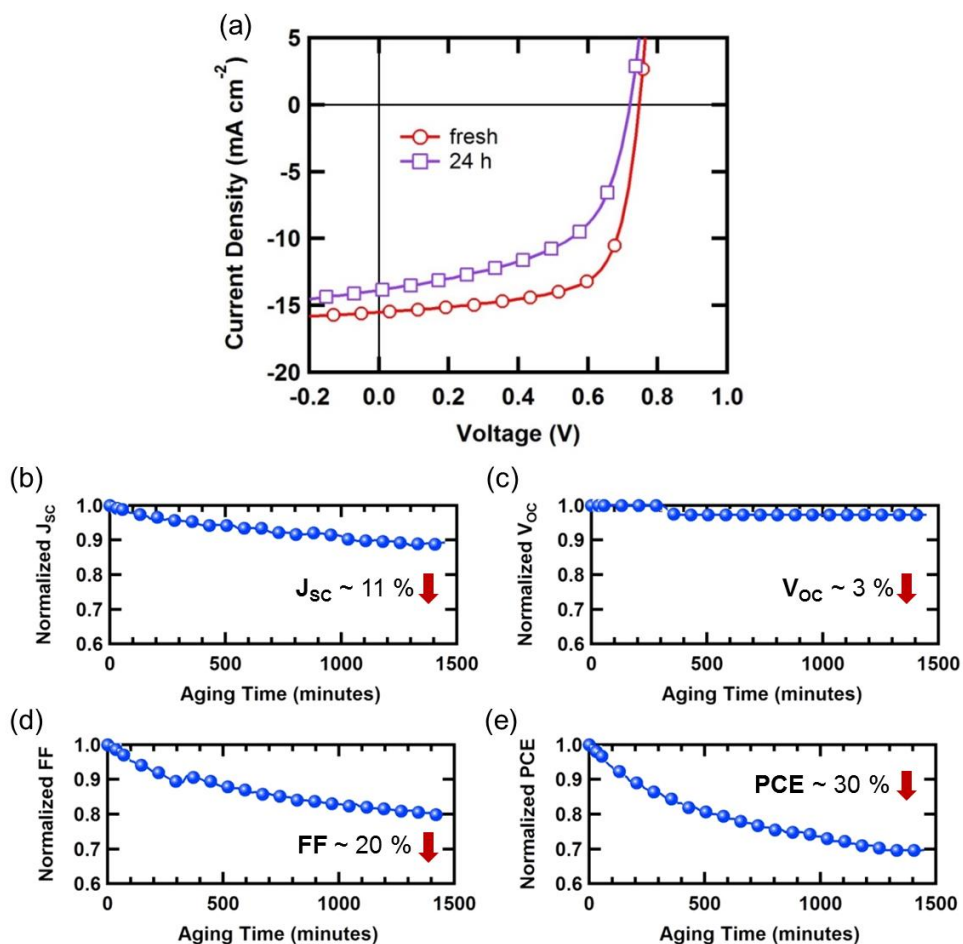 (a)
5
0
-5
-10
-15
-20
Current Density (mA cm⁻²)
fresh
24 h
-0.2 0.0 0.2 0.4 0.6 0.8 1.0
Voltage (V)
(b)
1.0
0.9
0.8
0.7
0.6
Normalized J_SC
J_SC ~ 11 %
0 500 1000 1500
Aging Time (minutes)
(c)
1.0
0.9
0.8
0.7
0.6
Normalized V_OC
V_OC ~ 3 %
0 500 1000 1500
Aging Time (minutes)
(d)
1.0
0.9
0.8
0.7
0.6
Normalized FF
FF ~ 20 %
0 500 1000 1500
Aging Time (minutes)
(e)
1.0
0.9
0.8
0.7
0.6
Normalized PCE
PCE ~ 30 %
0 500 1000 1500
Aging Time (minutes)